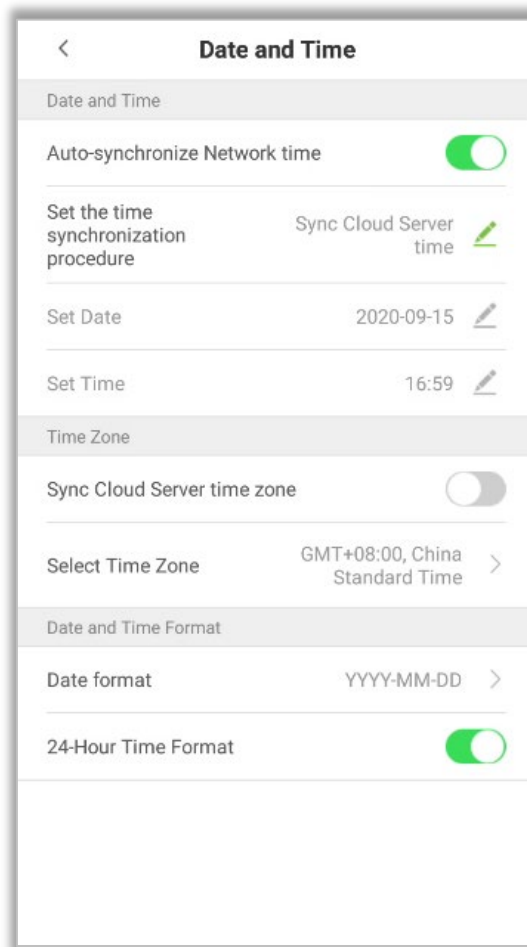 Date and Time
Date and Time
Auto-synchronize Network time
Set the time
synchronization
procedure
Sync Cloud Server
time
Set Date
2020-09-15
Set Time
16:59
Time Zone
Sync Cloud Server time zone
Select Time Zone
GMT+08:00, China
Standard Time
Date and Time Format
Date format
YYYY-MM-DD
24-Hour Time Format